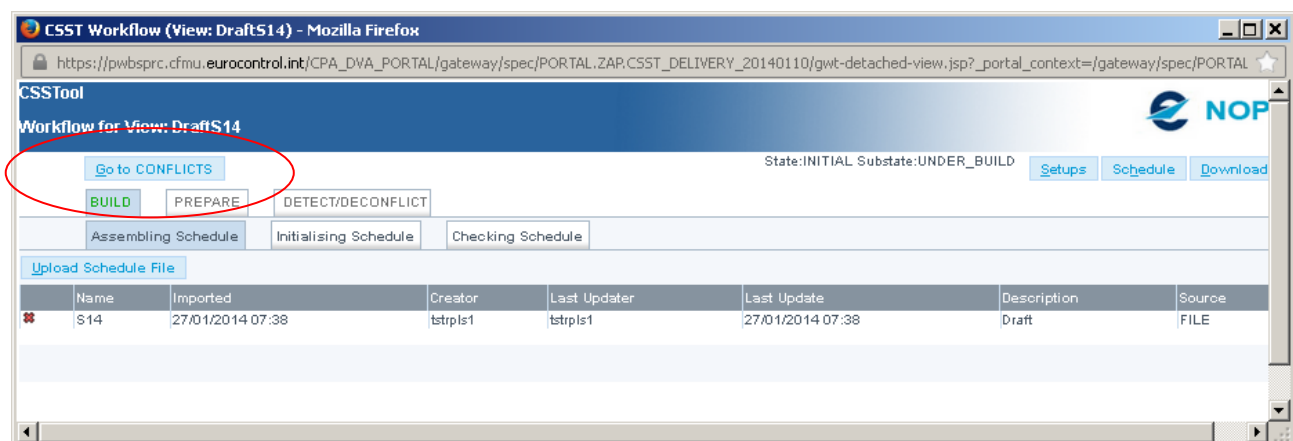 CSST Workflow (View: DraftS14) - Mozilla Firefox
https://pwbsprc.cfmu.eurocontrol.int/CPA_DVA_PORTAL/gateway/spec/PORTAL.ZAP.CSST_DELIVERY_20140110/gwt-detached-view.jsp?_portal_context=/gateway/spec/PORTAL
CSSTool
NOP
Workflow for View: DraftS14
Go to CONFLICTS State:INITIAL Substate:UNDER_BUILD Setups Schedule Download
BUILD PREPARE DETECT/DECONFLICT
Assembling Schedule Initialising Schedule Checking Schedule
Upload Schedule File
Name Imported Creator Last Updater Last Update Description Source
S14 27/01/2014 07:38 tstrpls1 tstrpls1 27/01/2014 07:38 Draft FILE